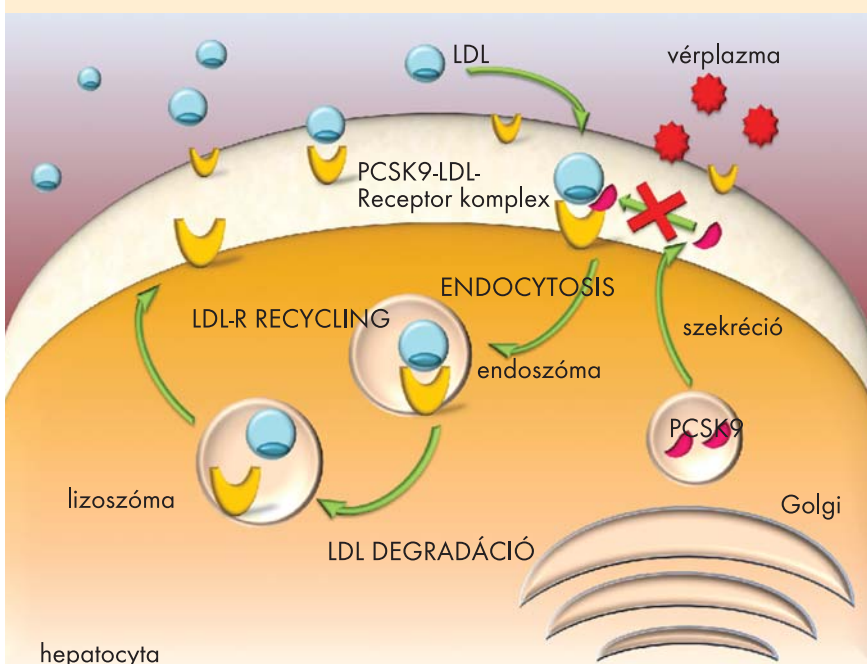 LDL
vérplazma
PCSK9-LDL-
Receptor komplex
ENDOCYTOSIS
LDL-R RECYCLING
szekréció
endoszóma
PCSK9
lizoszóma
Golgi
LDL DEGRADÁCIÓ
hepatocyta